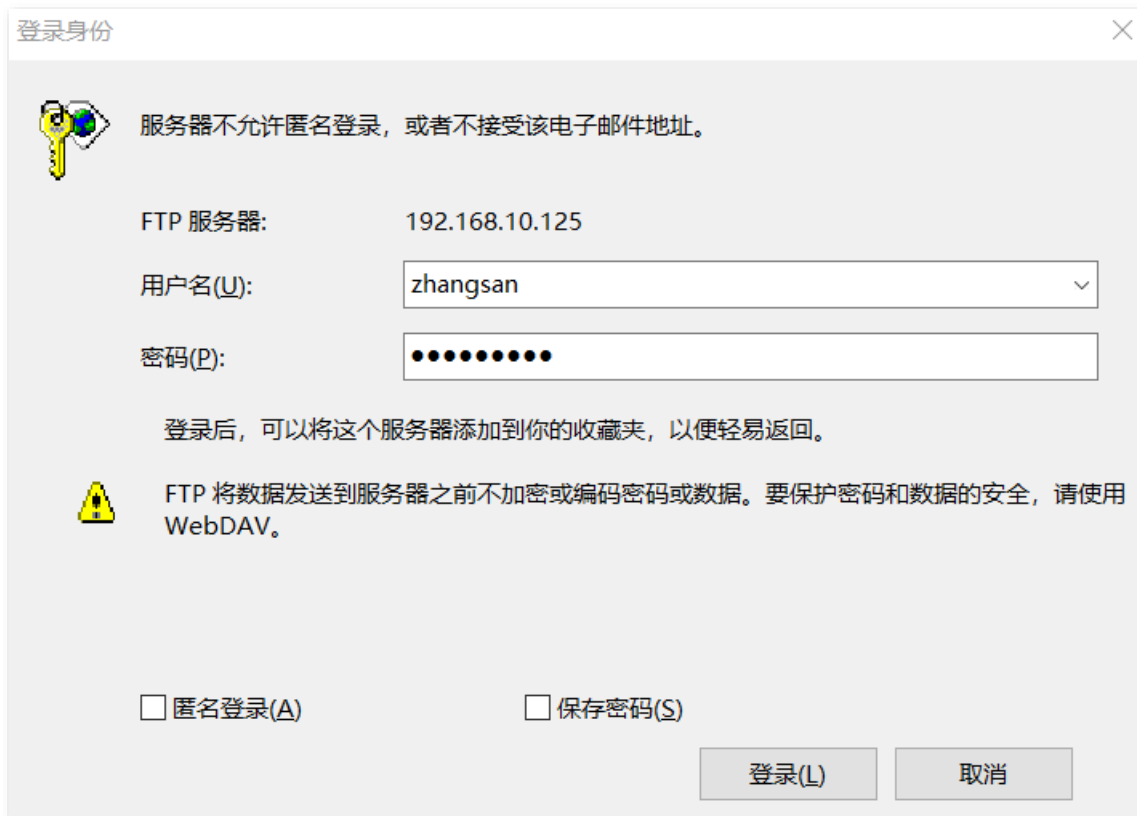 登录身份
服务器不允许匿名登录，或者不接受该电子邮件地址。
FTP 服务器: 192.168.10.125
用户名(U): zhangsan
密码(P): ●●●●●●●●●
登录后，可以将这个服务器添加到你的收藏夹，以便轻易返回。
FTP 将数据发送到服务器之前不加密或编码密码或数据。要保护密码和数据的安全，请使用
WebDAV。
匿名登录(A) 保存密码(S)
登录(L) 取消